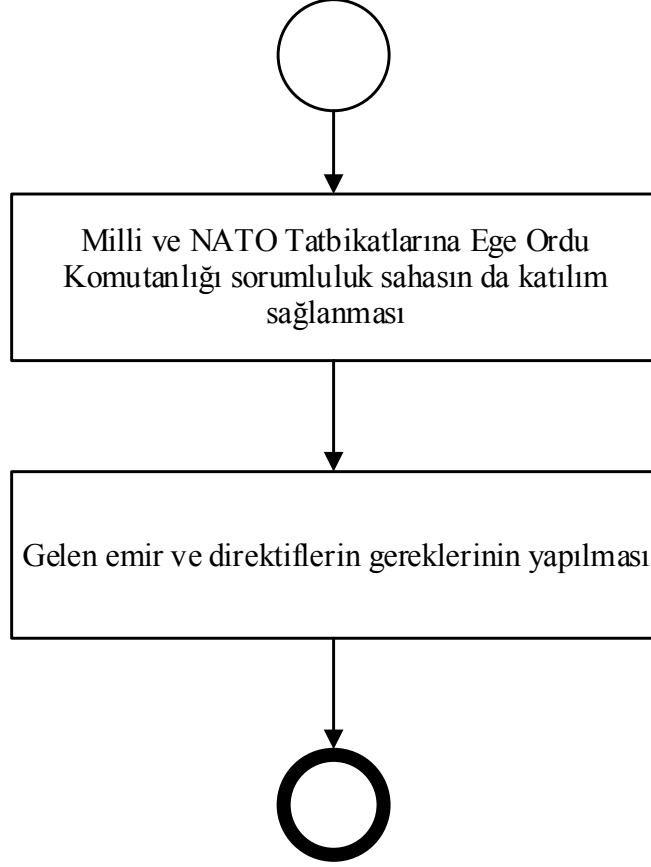 Milli ve NATO Tatbikatlarına Ege Ordu
Komutanlığı sorumluluk sahasın da katılım
sağlanması
Gelen emir ve direktiflerin gereklerinin yapılması